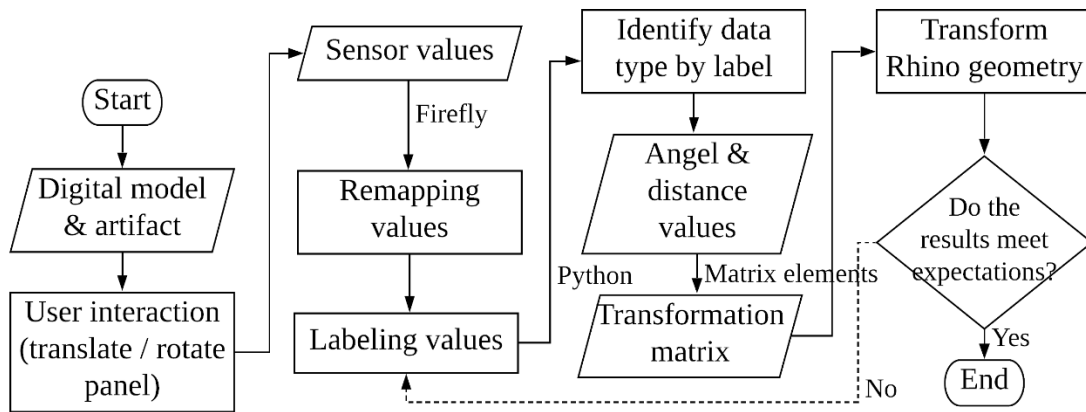 Start
Digital model
& artifact
User interaction
(translate / rotate
panel)
Sensor values
Firefly
Remapping
values
Labeling values
Python
Identify data
type by label
Angel &
distance
values
Matrix elements
Transformation
matrix
Transform
Rhino geometry
Do the
results meet
expectations?
No
Yes
End